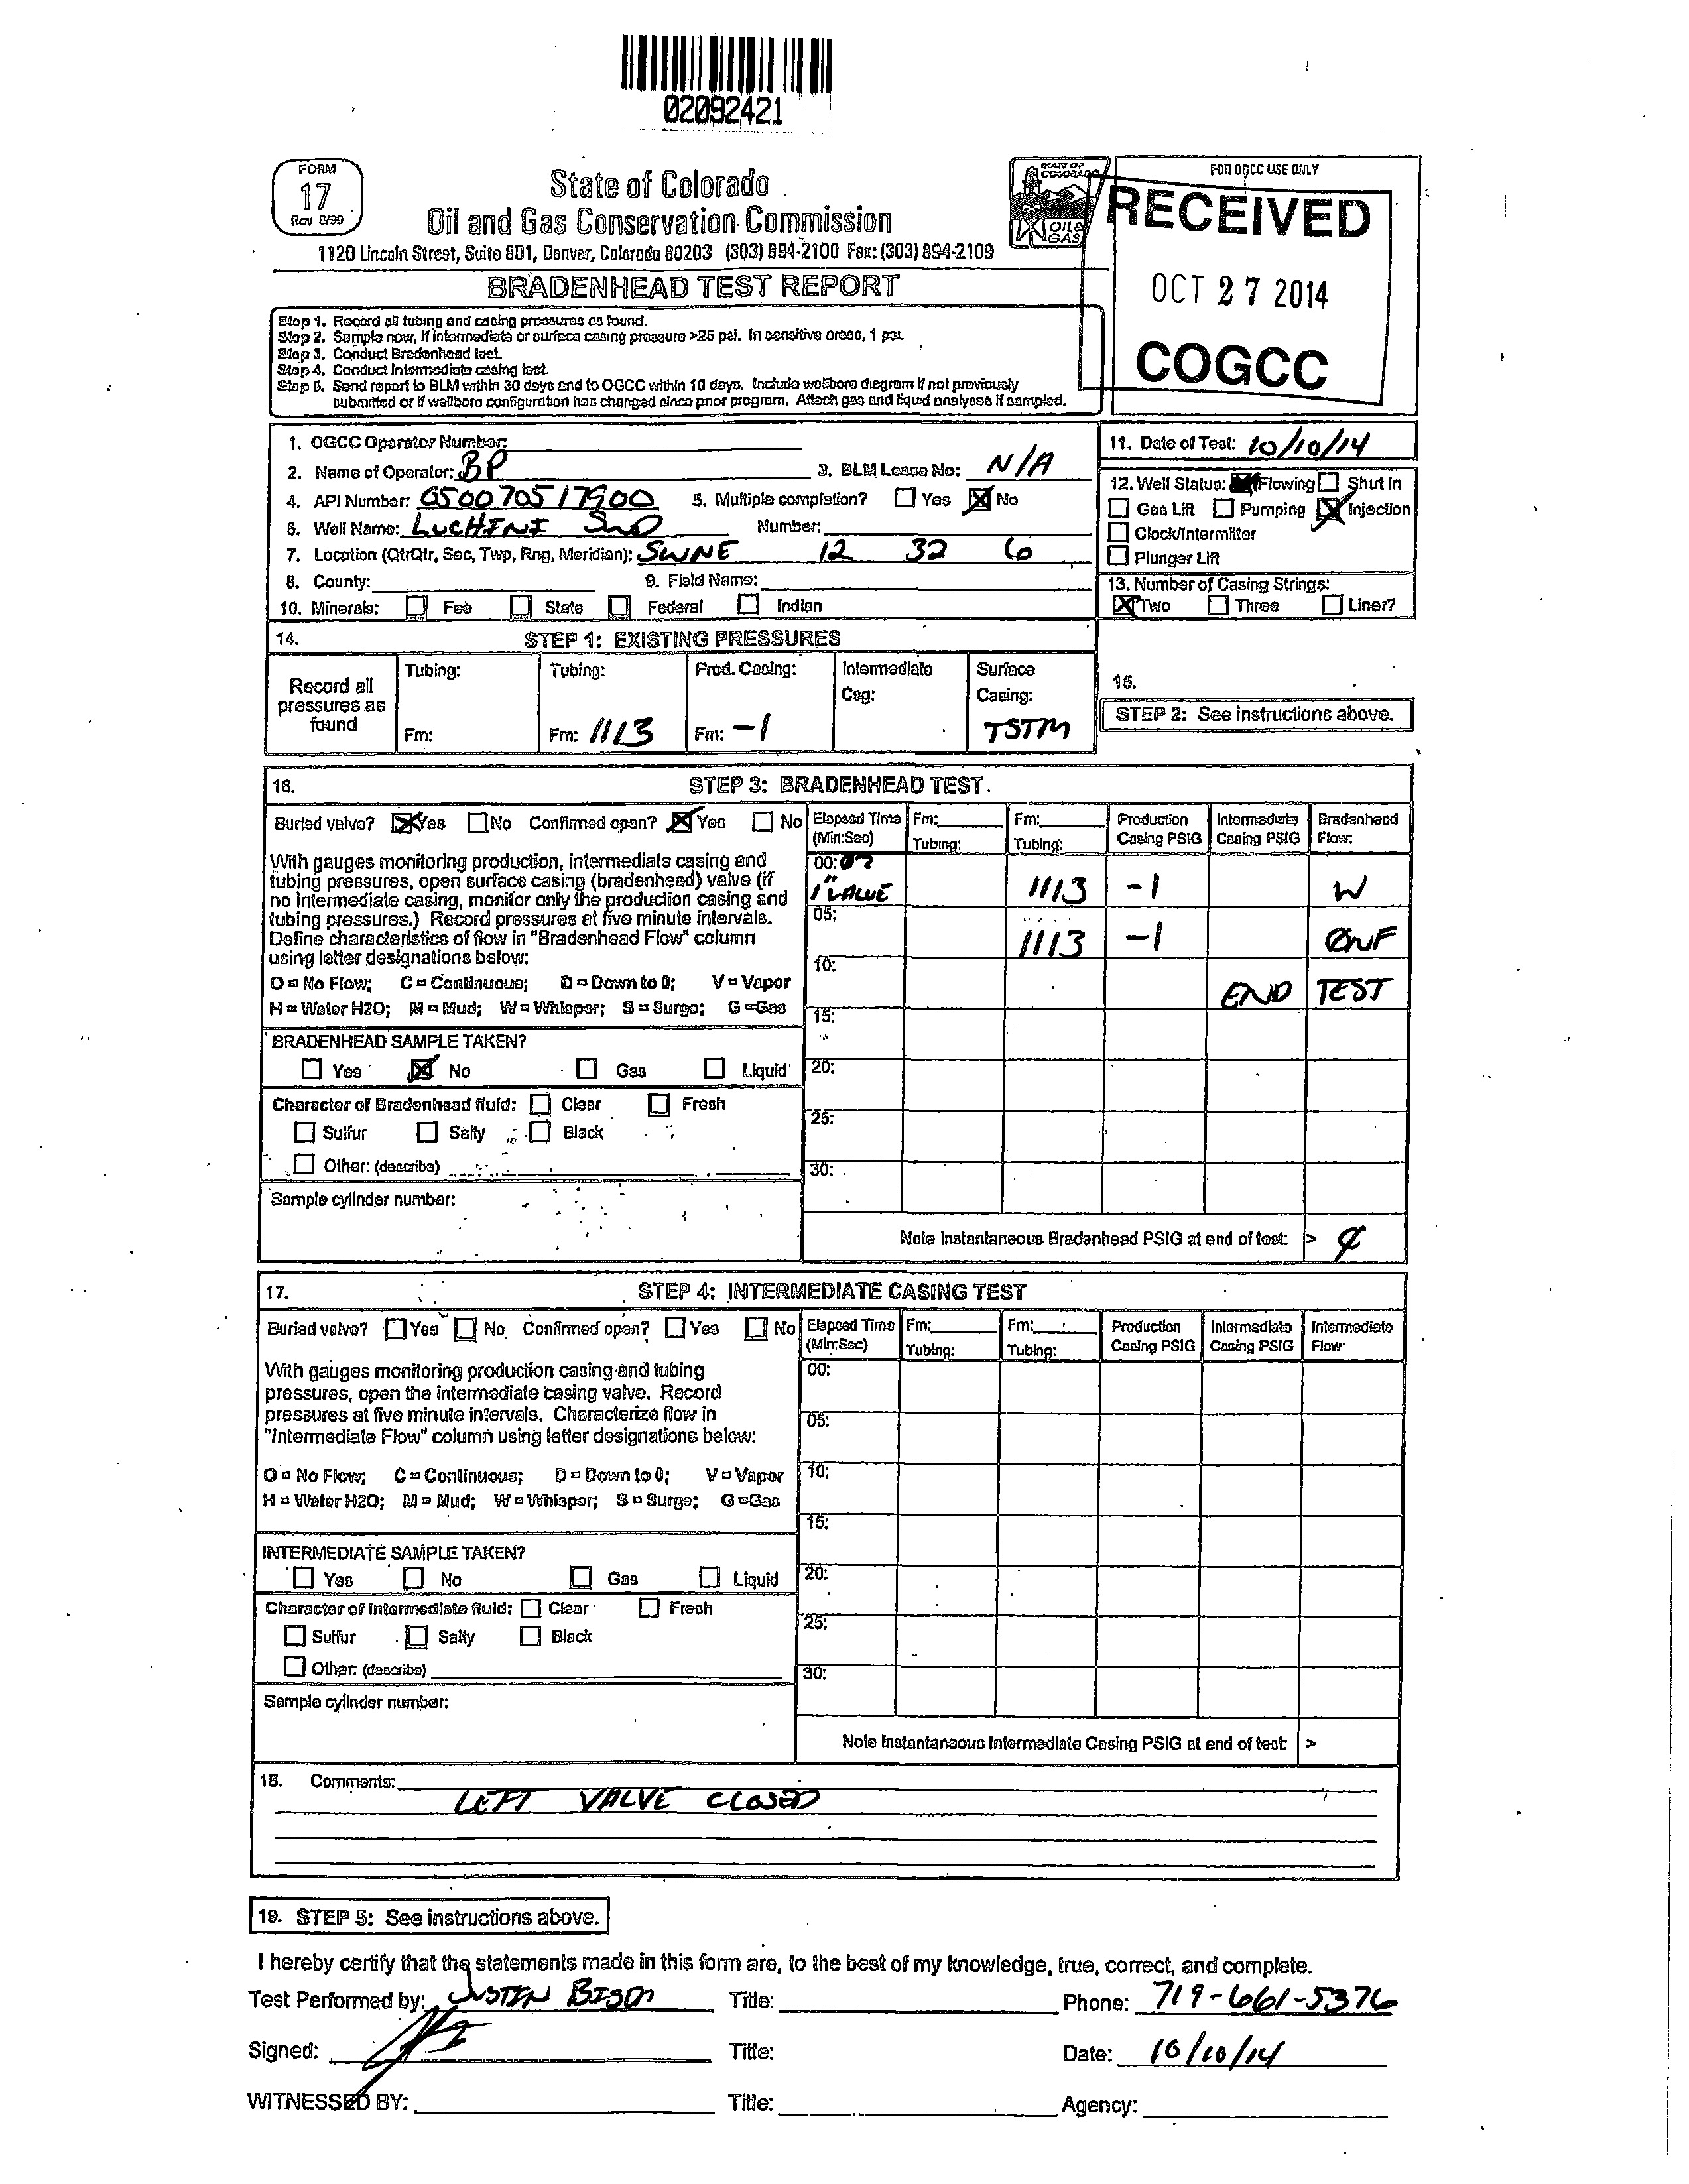 02092421
FORM
17
Rev 6/99
State of Colorado
Oil and Gas Conservation Commission
1120 Lincoln Street, Suite 801, Denver, Colorado 80203 (303) 894-2100 Fax: (303) 894-2109
STATE OF COLORADO
OIL & GAS
FOR OGCC USE ONLY
RECEIVED
OCT 27 2014
COGCC
BRADENHEAD TEST REPORT
Step 1. Record all tubing and casing pressures as found.
Step 2. Sample now, if intermediate or surface casing pressure >25 psi. In sensitive areas, 1 psi.
Step 3. Conduct Bradenhead test.
Step 4. Conduct Intermediate casing test.
Step 5. Send report to BLM within 30 days and to OGCC within 10 days. Include wellbore diagram if not previously
submitted or if wellbore configuration has changed since prior program. Attach gas and liquid analyses if sampled.
1. OGCC Operator Number:
2. Name of Operator: BP 3. BLM Lease No: N/A
4. API Number: 050070517900 5. Multiple completion? Yes No
6. Well Name: LUCHINI SWD Number:
7. Location (QtrQtr, Sec, Twp, Rng, Meridian): SWNE 12 32 6
8. County: 9. Field Name:
10. Minerals: Fee State Federal Indian
11. Date of Test: 10/10/14
12. Well Status: Flowing Shut In
Gas Lift Pumping Injection
Clock/Intermitter
Plunger Lift
13. Number of Casing Strings:
Two Three Liner?
14. STEP 1: EXISTING PRESSURES
Record all pressures as found
Tubing: Tubing: Prod. Casing: Intermediate Csg: Surface Casing:
Fm: Fm: 1113 Fm: -1 TSTM
15.
STEP 2: See instructions above.
16. STEP 3: BRADENHEAD TEST.
Buried valve? Yes No Confirmed open? Yes No
With gauges monitoring production, intermediate casing and
tubing pressures, open surface casing (bradenhead) valve (if
no intermediate casing, monitor only the production casing and
tubing pressures.) Record pressures at five minute intervals.
Define characteristics of flow in "Bradenhead Flow" column
using letter designations below:
O = No Flow; C = Continuous; D = Down to 0; V = Vapor
H = Water H2O; M = Mud; W = Whisper; S = Surge; G = Gas
BRADENHEAD SAMPLE TAKEN?
Yes No Gas Liquid
Character of Bradenhead fluid: Clear Fresh
Sulfur Salty Black
Other: (describe)
Sample cylinder number:
Elapsed Time (Min:Sec) Fm: Tubing: Fm: Tubing: Production Casing PSIG Intermediate Casing PSIG Bradenhead Flow:
00:
1" VALVE 1113 -1 W
05: 1113 -1 ØNF
10: END TEST
15:
20:
25:
30:
Note Instantaneous Bradenhead PSIG at end of test: > Ø
17. STEP 4: INTERMEDIATE CASING TEST
Buried valve? Yes No Confirmed open? Yes No
With gauges monitoring production casing and tubing
pressures, open the intermediate casing valve. Record
pressures at five minute intervals. Characterize flow in
"Intermediate Flow" column using letter designations below:
O = No Flow; C = Continuous; D = Down to 0; V = Vapor
H = Water H2O; M = Mud; W = Whisper; S = Surge; G = Gas
INTERMEDIATE SAMPLE TAKEN?
Yes No Gas Liquid
Character of Intermediate fluid: Clear Fresh
Sulfur Salty Black
Other: (describe)
Sample cylinder number:
Elapsed Time (Min:Sec) Fm: Tubing: Fm: Tubing: Production Casing PSIG Intermediate Casing PSIG Intermediate Flow:
00:
05:
10:
15:
20:
25:
30:
Note Instantaneous Intermediate Casing PSIG at end of test: >
18. Comments:
LEFT VALVE CLOSED
19. STEP 5: See instructions above.
I hereby certify that the statements made in this form are, to the best of my knowledge, true, correct, and complete.
Test Performed by: JUSTIN Title: Phone: 719-661-5376
Signed: Title: Date: 10/10/14
WITNESSED BY: Title: Agency: